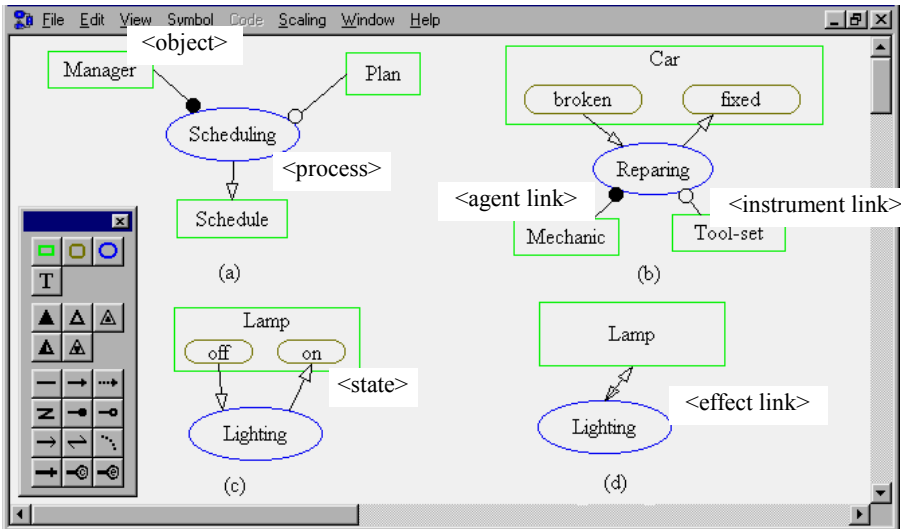 File Edit View Symbol Code Scaling Window Help
<object>
Manager
Plan
Scheduling
<process>
Schedule
(a)
Car
broken fixed
Reparing
<agent link>
<instrument link>
Mechanic
Tool-set
(b)
T
Lamp
off on
<state>
Lighting
(c)
Lamp
<effect link>
Lighting
(d)